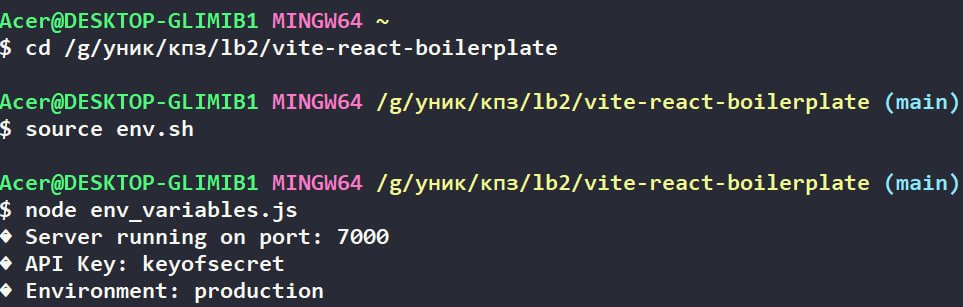 Acer@DESKTOP-GLIMIB1 MINGW64 ~
$ cd /g/уник/кпз/lb2/vite-react-boilerplate
Acer@DESKTOP-GLIMIB1 MINGW64 /g/уник/кпз/lb2/vite-react-boilerplate (main)
$ source env.sh
Acer@DESKTOP-GLIMIB1 MINGW64 /g/уник/кпз/lb2/vite-react-boilerplate (main)
$ node env_variables.js
� Server running on port: 7000
� API Key: keyofsecret
� Environment: production